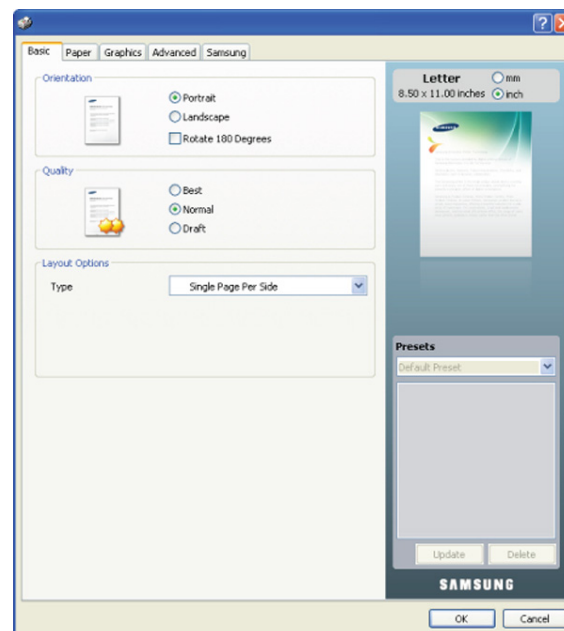 Basic Paper Graphics Advanced Samsung
Orientation
Portrait
Landscape
Rotate 180 Degrees
Quality
Best
Normal
Draft
Layout Options
Type Single Page Per Side
Letter mm
8.50 x 11.00 inches inch
SAMSUNG
Presets
Default Preset
Update Delete
SAMSUNG
OK Cancel